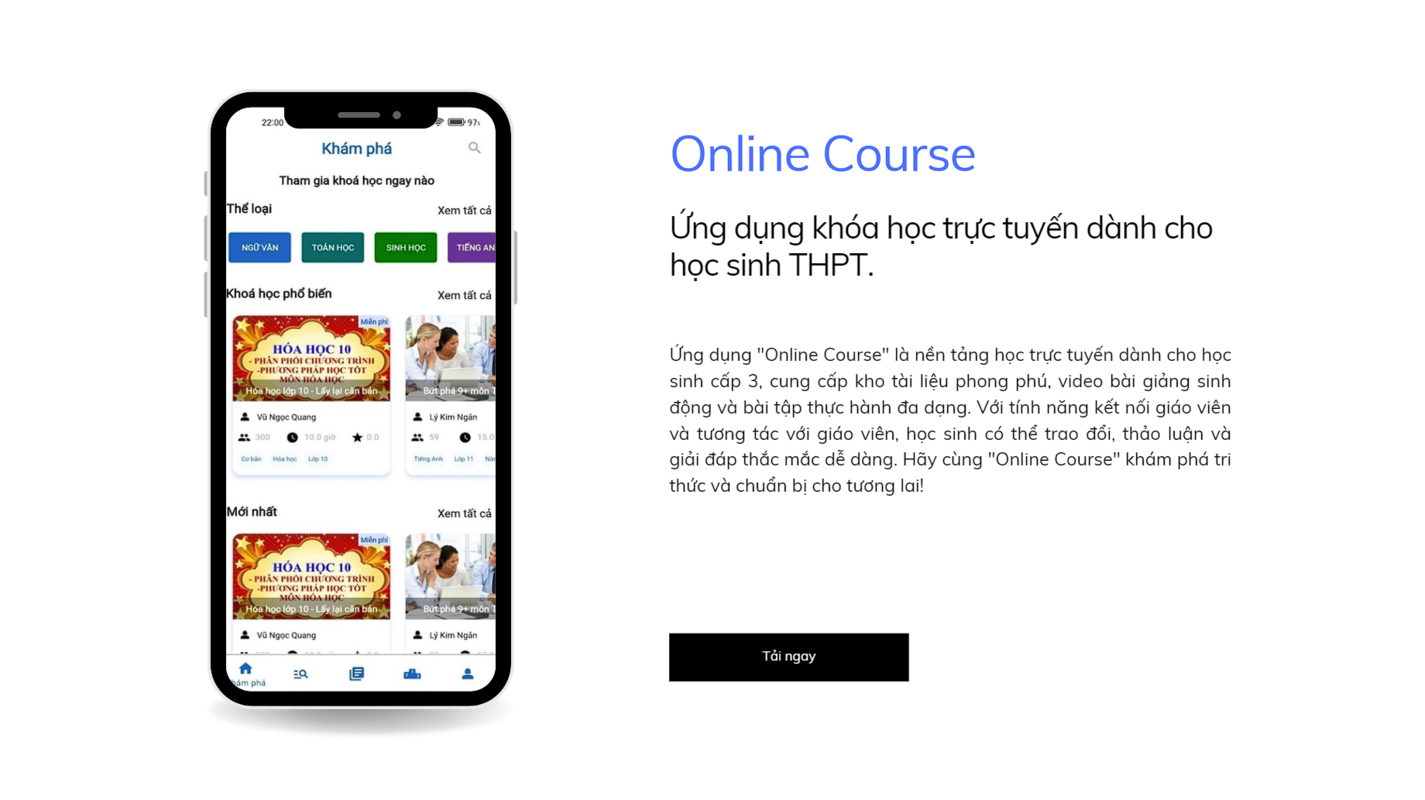 22:00
97%
Khám phá
Tham gia khoá học ngay nào
Thể loại
Xem tất cả
NGỮ VĂN
TOÁN HỌC
SINH HỌC
TIẾNG AN
Khoá học phổ biến
Xem tất cả
Miễn phí
HÓA HỌC 10
- PHÂN PHỐI CHƯƠNG TRÌNH
-PHƯƠNG PHÁP HỌC TỐT
MÔN HÓA HỌC
Hóa học lớp 10 - Lấy lại căn bản
Bứt phá 9+ môn T
Vũ Ngọc Quang
Lý Kim Ngân
300
10.0 giờ
0.0
59
15.0
Cơ bản
Hóa học
Lớp 10
Tiếng Anh
Lớp 11
Mới nhất
Xem tất cả
Miễn phí
HÓA HỌC 10
- PHÂN PHỐI CHƯƠNG TRÌNH
-PHƯƠNG PHÁP HỌC TỐT
MÔN HÓA HỌC
Hóa học lớp 10 - Lấy lại căn bản
Bứt phá 9+ môn T
Vũ Ngọc Quang
Lý Kim Ngân
hám phá
Online Course
Ứng dụng khóa học trực tuyến dành cho
học sinh THPT.
Ứng dụng "Online Course" là nền tảng học trực tuyến dành cho học
sinh cấp 3, cung cấp kho tài liệu phong phú, video bài giảng sinh
động và bài tập thực hành đa dạng. Với tính năng kết nối giáo viên
và tương tác với giáo viên, học sinh có thể trao đổi, thảo luận và
giải đáp thắc mắc dễ dàng. Hãy cùng "Online Course" khám phá tri
thức và chuẩn bị cho tương lai!
Tải ngay